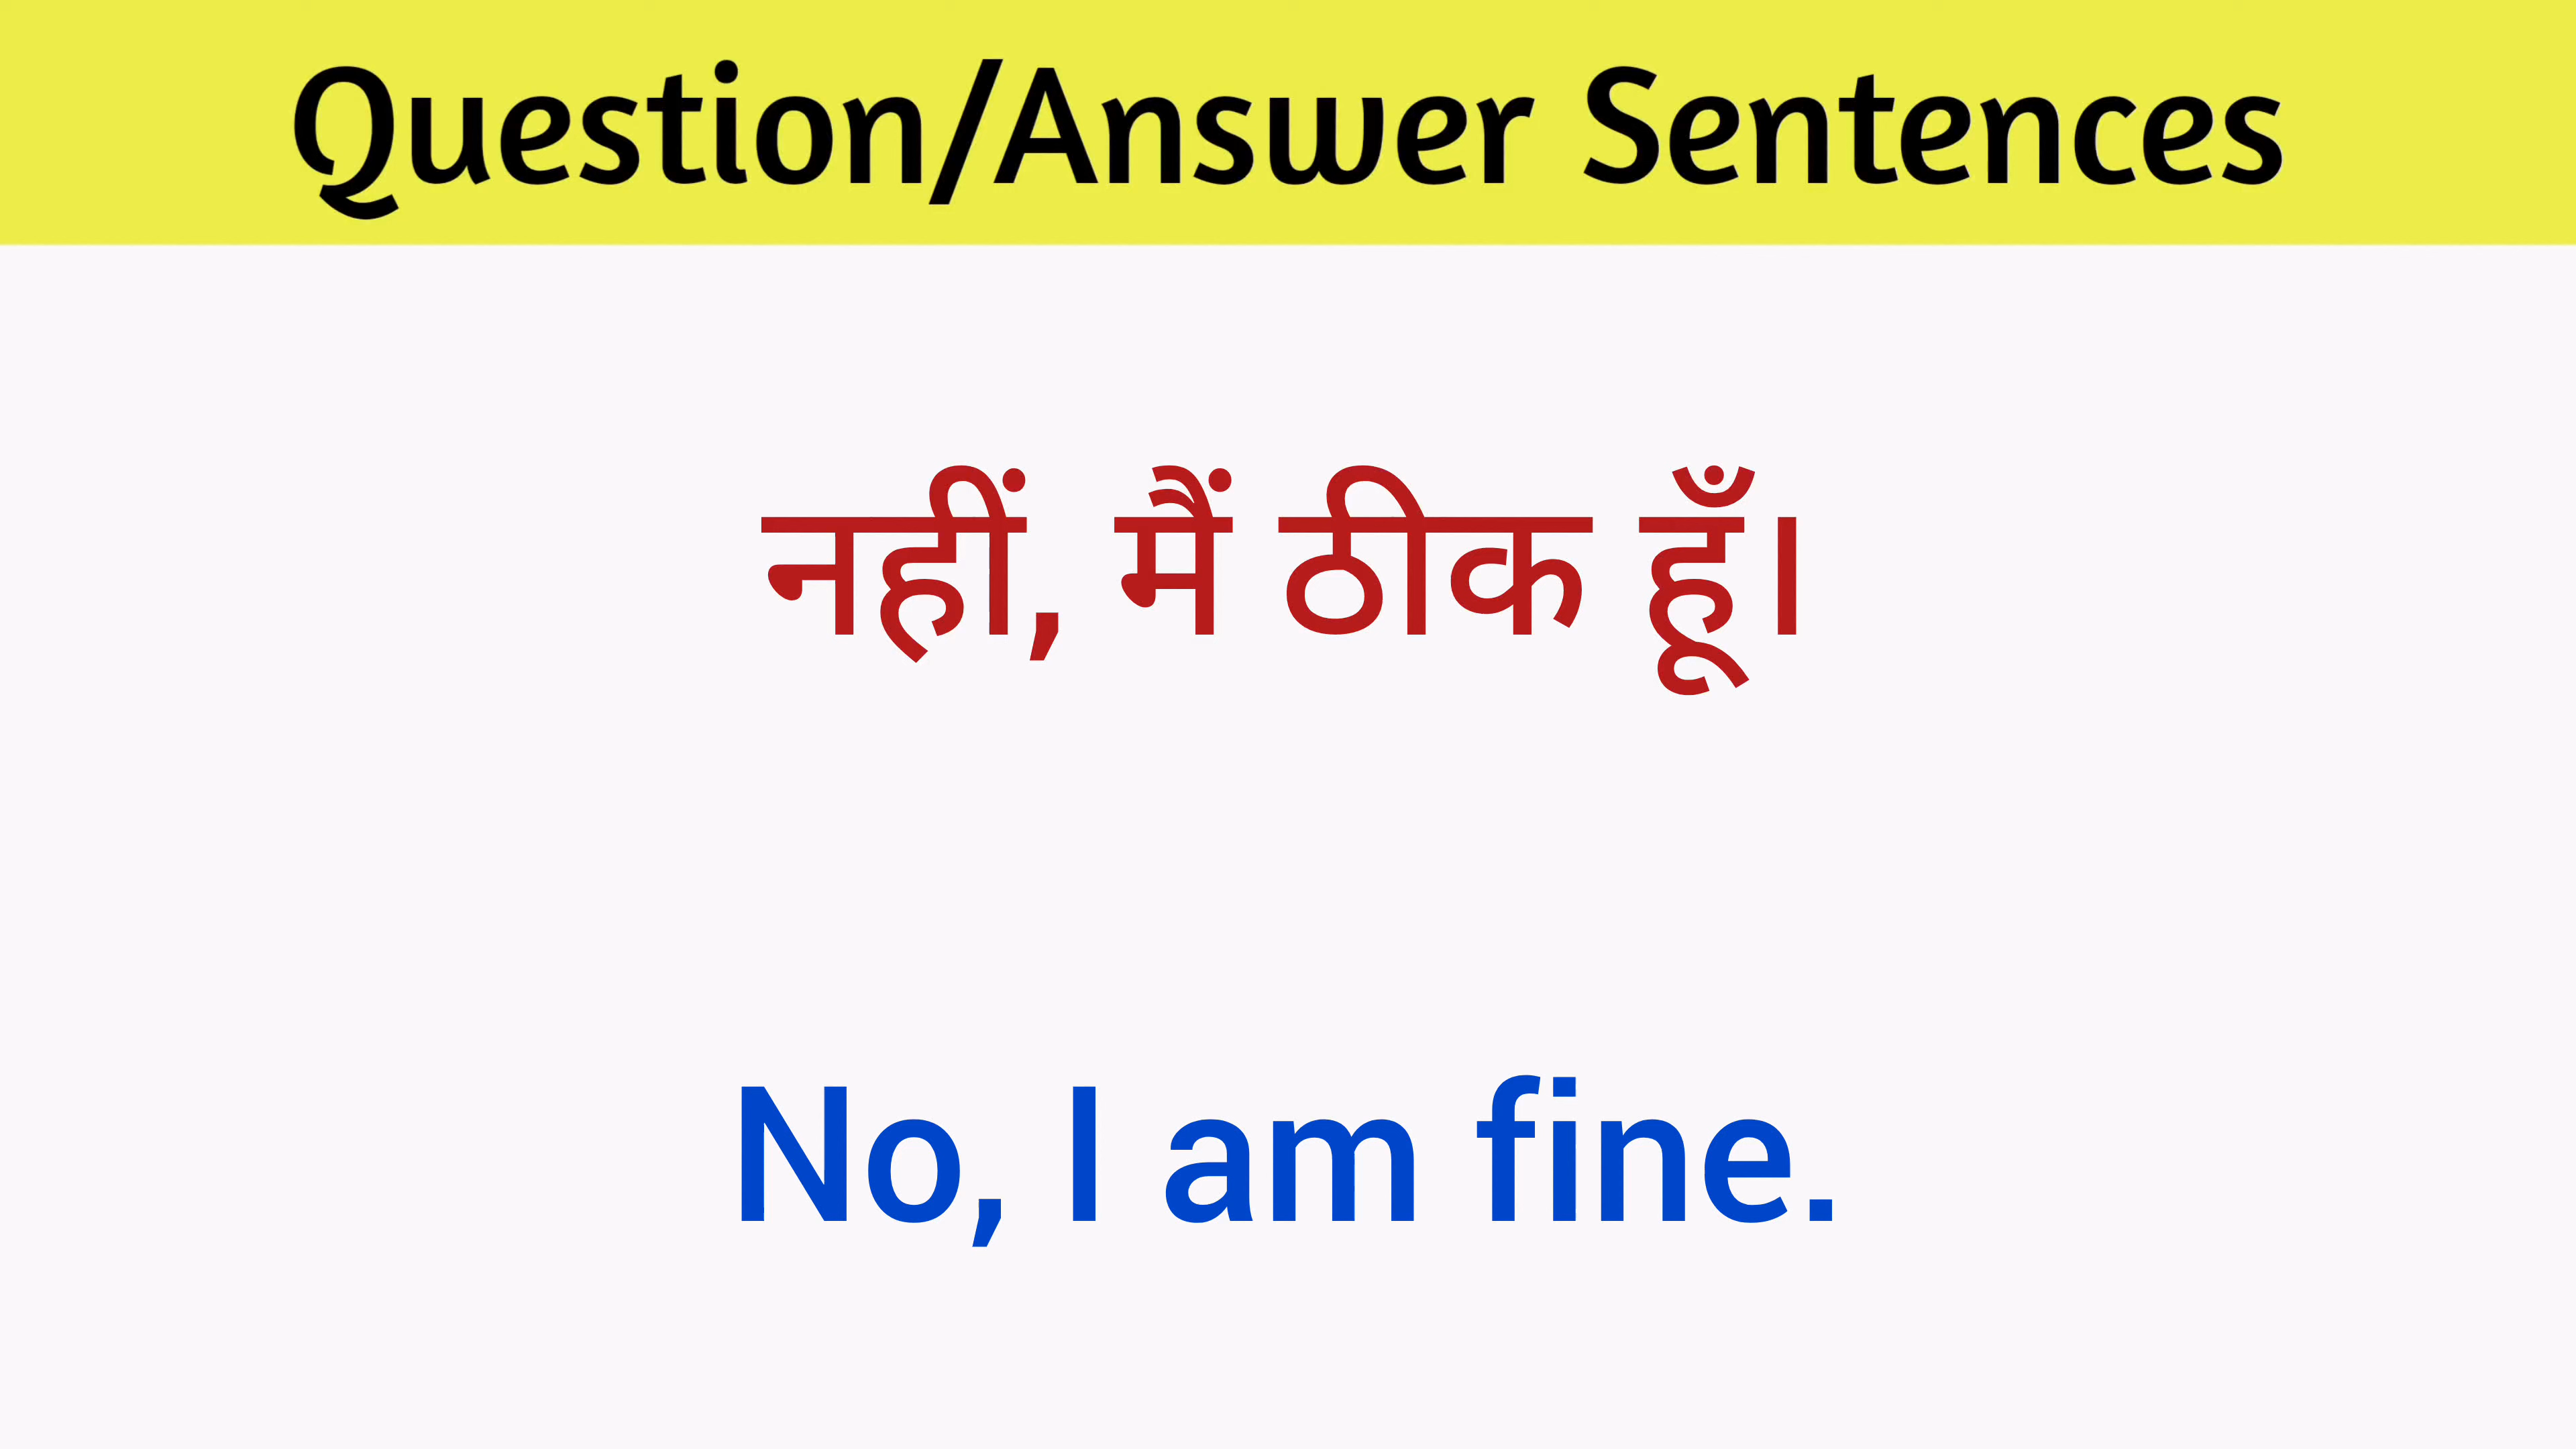 Question/Answer Sentences
नहीं, मैं ठीक हूँ।
No, I am fine.